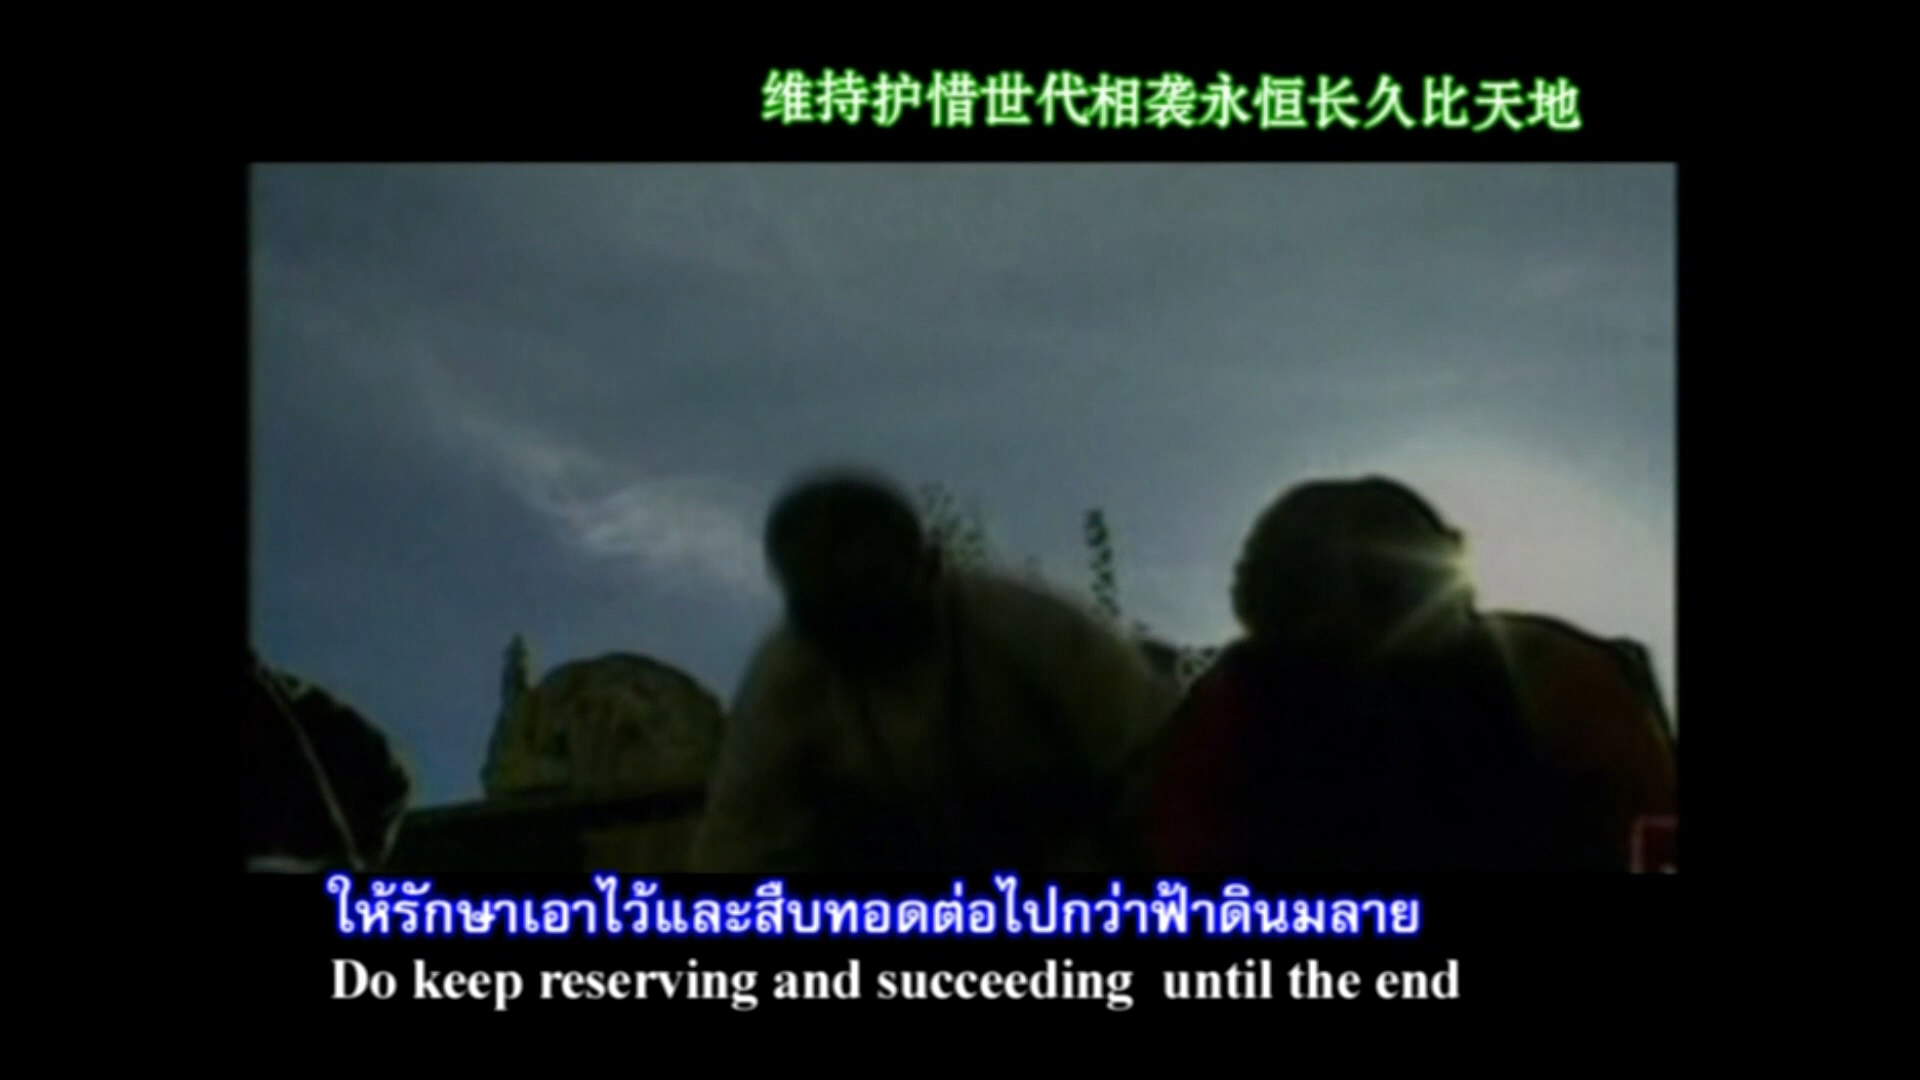 维持护惜世代相袭永恒长久比天地
ให้รักษาเอาไว้และสืบทอดต่อไปกว่าฟ้าดินมลาย
Do keep reserving and succeeding until the end